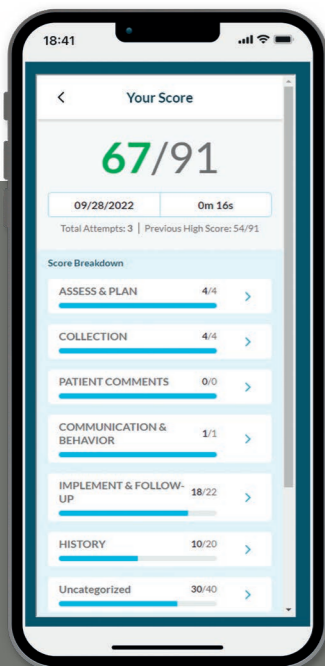 18:41
Your Score
67/91
09/28/2022 0m 16s
Total Attempts: 3 | Previous High Score: 54/91
Score Breakdown
ASSESS & PLAN 4/4
COLLECTION 4/4
PATIENT COMMENTS 0/0
COMMUNICATION &
BEHAVIOR 1/1
IMPLEMENT & FOLLOW-
UP 18/22
HISTORY 10/20
Uncategorized 30/40